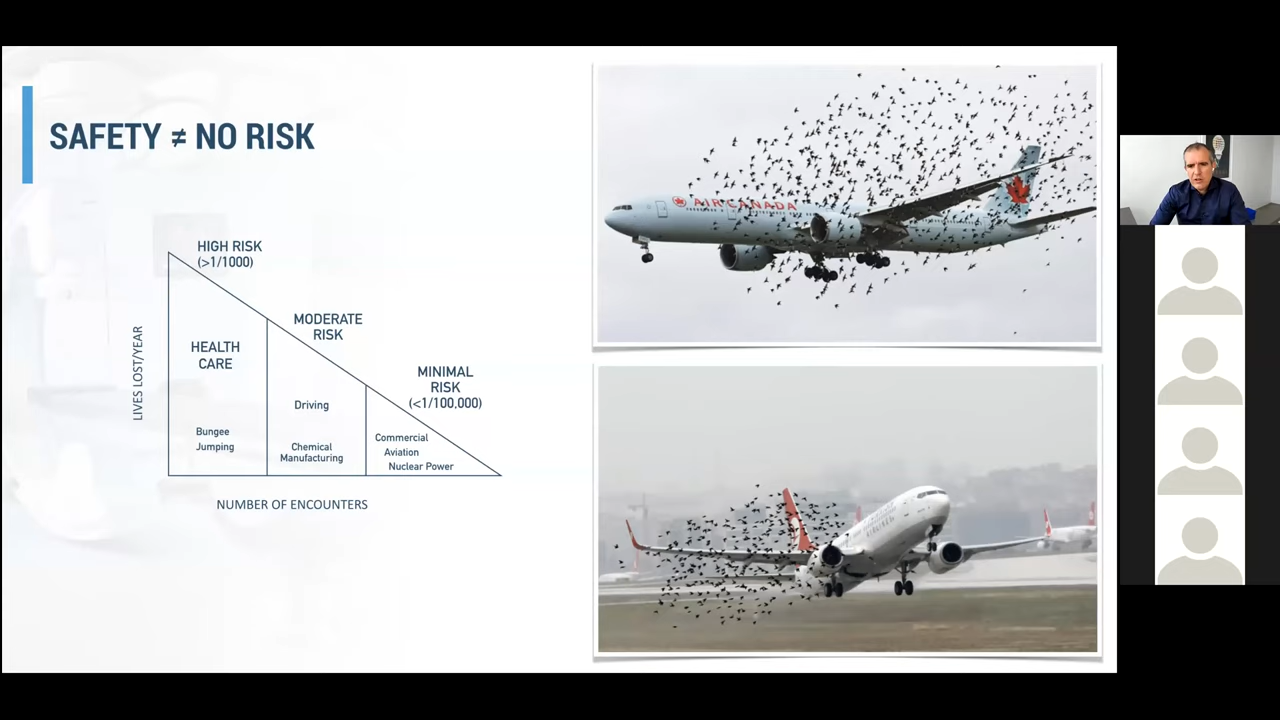 SAFETY ≠ NO RISK
HIGH RISK
(>1/1000)
MODERATE
RISK
MINIMAL
RISK
(<1/100,000)
LIVES LOST/YEAR
HEALTH
CARE
Bungee
Jumping
Driving
Chemical
Manufacturing
Commercial
Aviation
Nuclear Power
NUMBER OF ENCOUNTERS
AIR CANADA